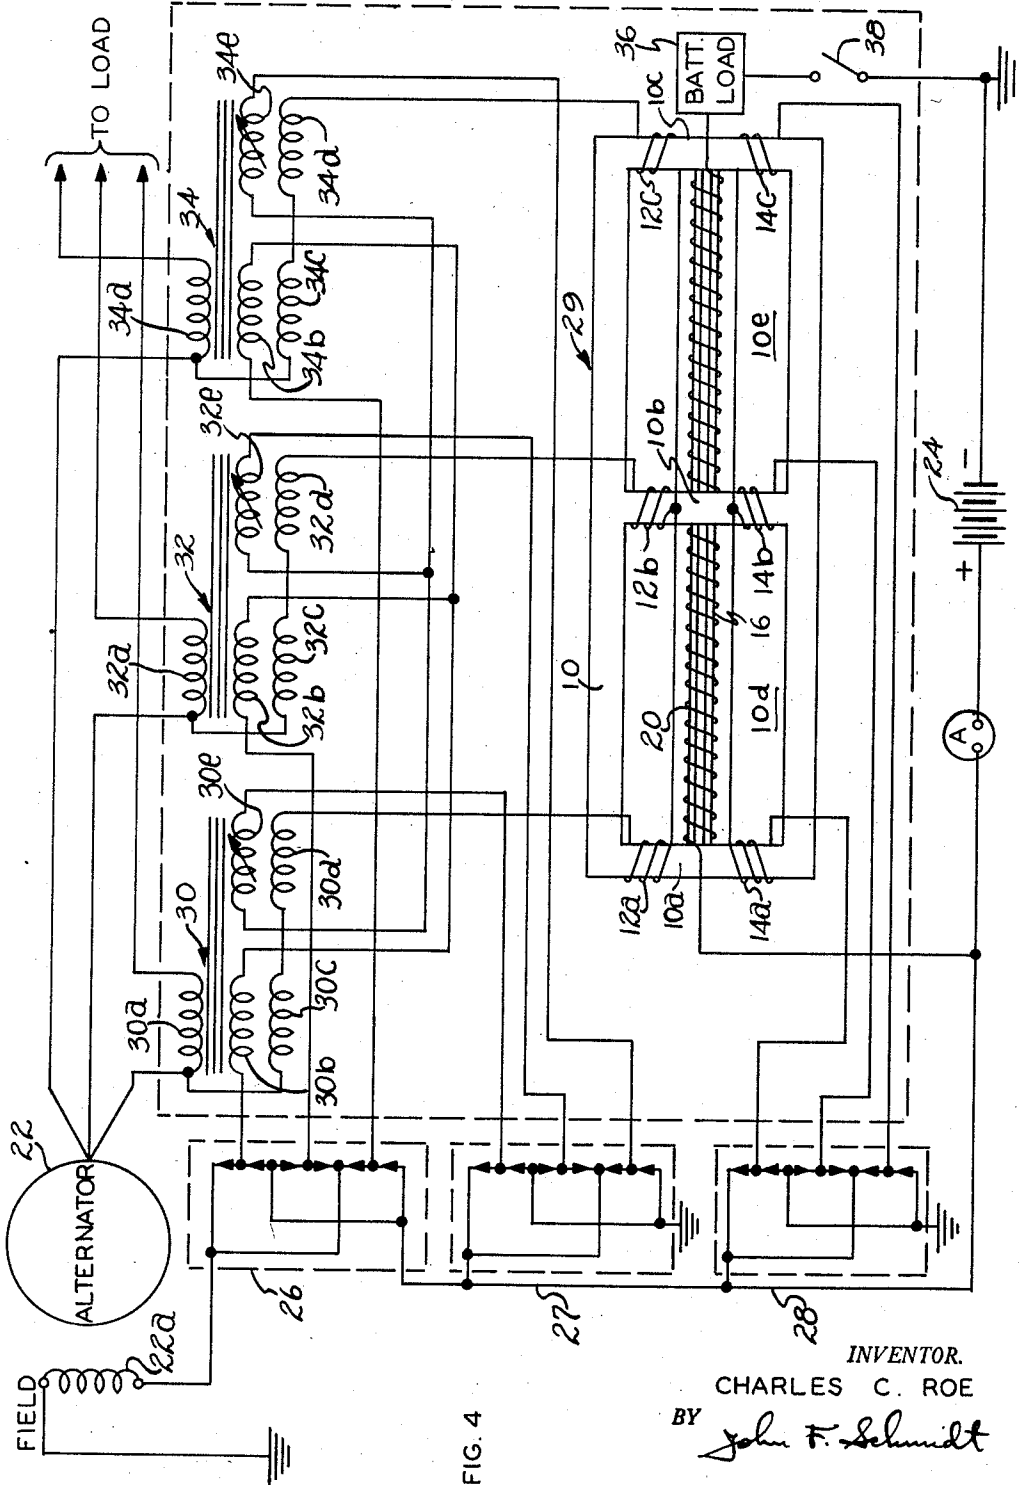 TO LOAD
34a
34
34e
34d
34c
34b
32a
32
32e
32d
32c
32b
30a
30
30e
30d
30c
30b
22
ALTERNATOR
FIELD
22a
26
27
28
36
BATT.
LOAD
38
10c
12c
14c
29
10e
10b
12b
14b
16
10
20
10d
12a
10a
14a
24
+
-
A
FIG. 4
INVENTOR.
CHARLES C. ROE
BY John F. Schmidt